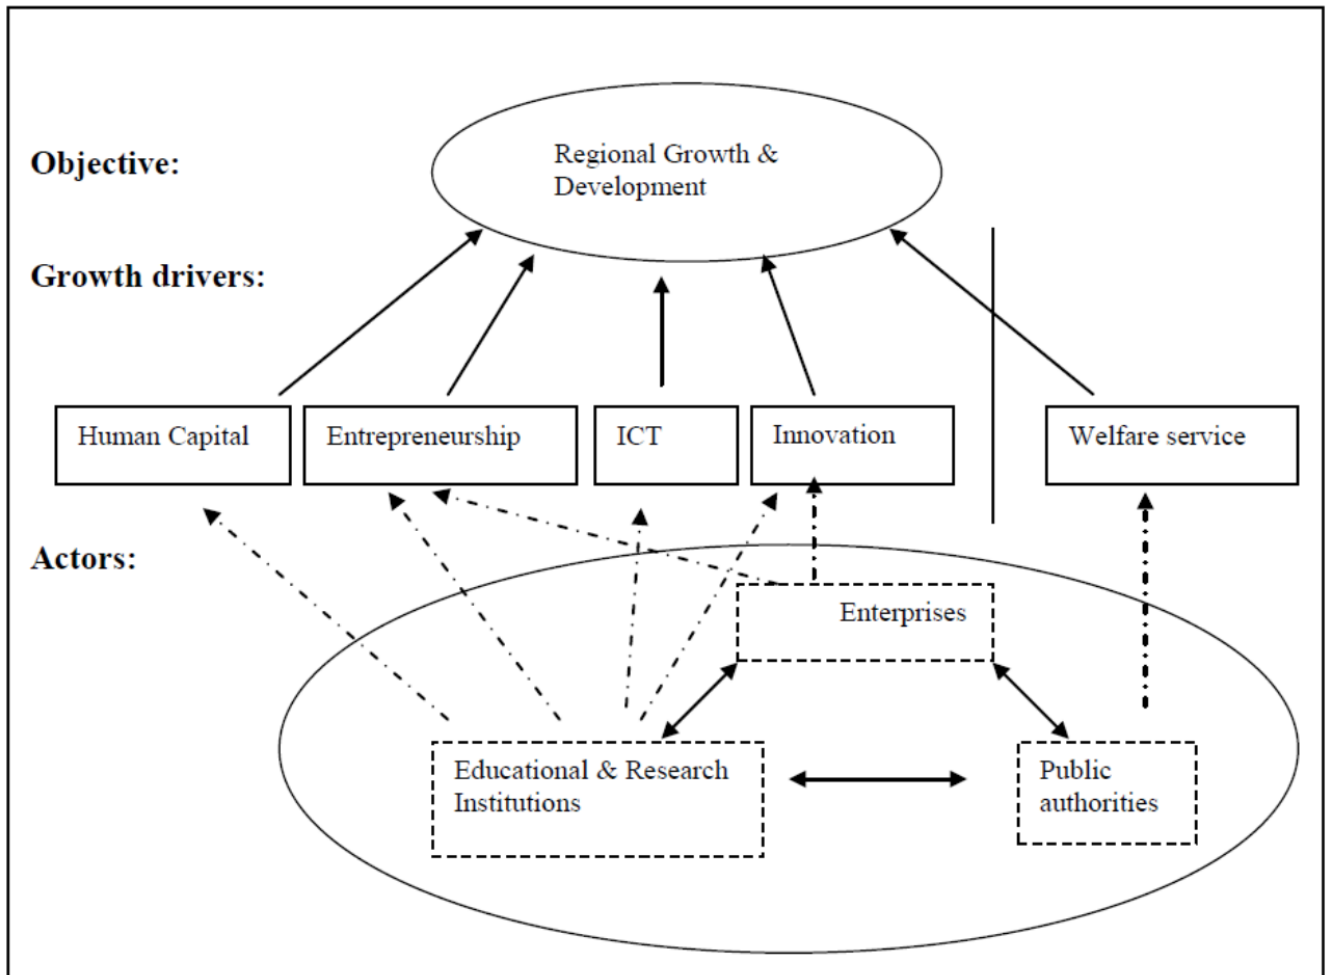 Objective:
Regional Growth &
Development
Growth drivers:
Human Capital
Entrepreneurship
ICT
Innovation
Welfare service
Actors:
Enterprises
Educational & Research
Institutions
Public
authorities